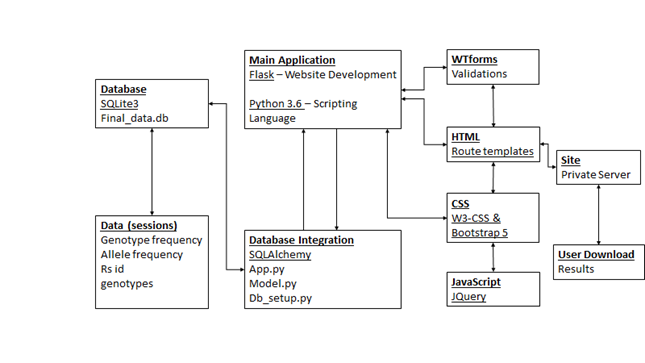 Database
SQLite3
Final_data.db
Data (sessions)
Genotype frequency
Allele frequency
Rs id
genotypes
Main Application
Flask – Website Development
Python 3.6 – Scripting
Language
Database Integration
SQLAlchemy
App.py
Model.py
Db_setup.py
WTforms
Validations
HTML
Route templates
CSS
W3-CSS &
Bootstrap 5
JavaScript
JQuery
Site
Private Server
User Download
Results